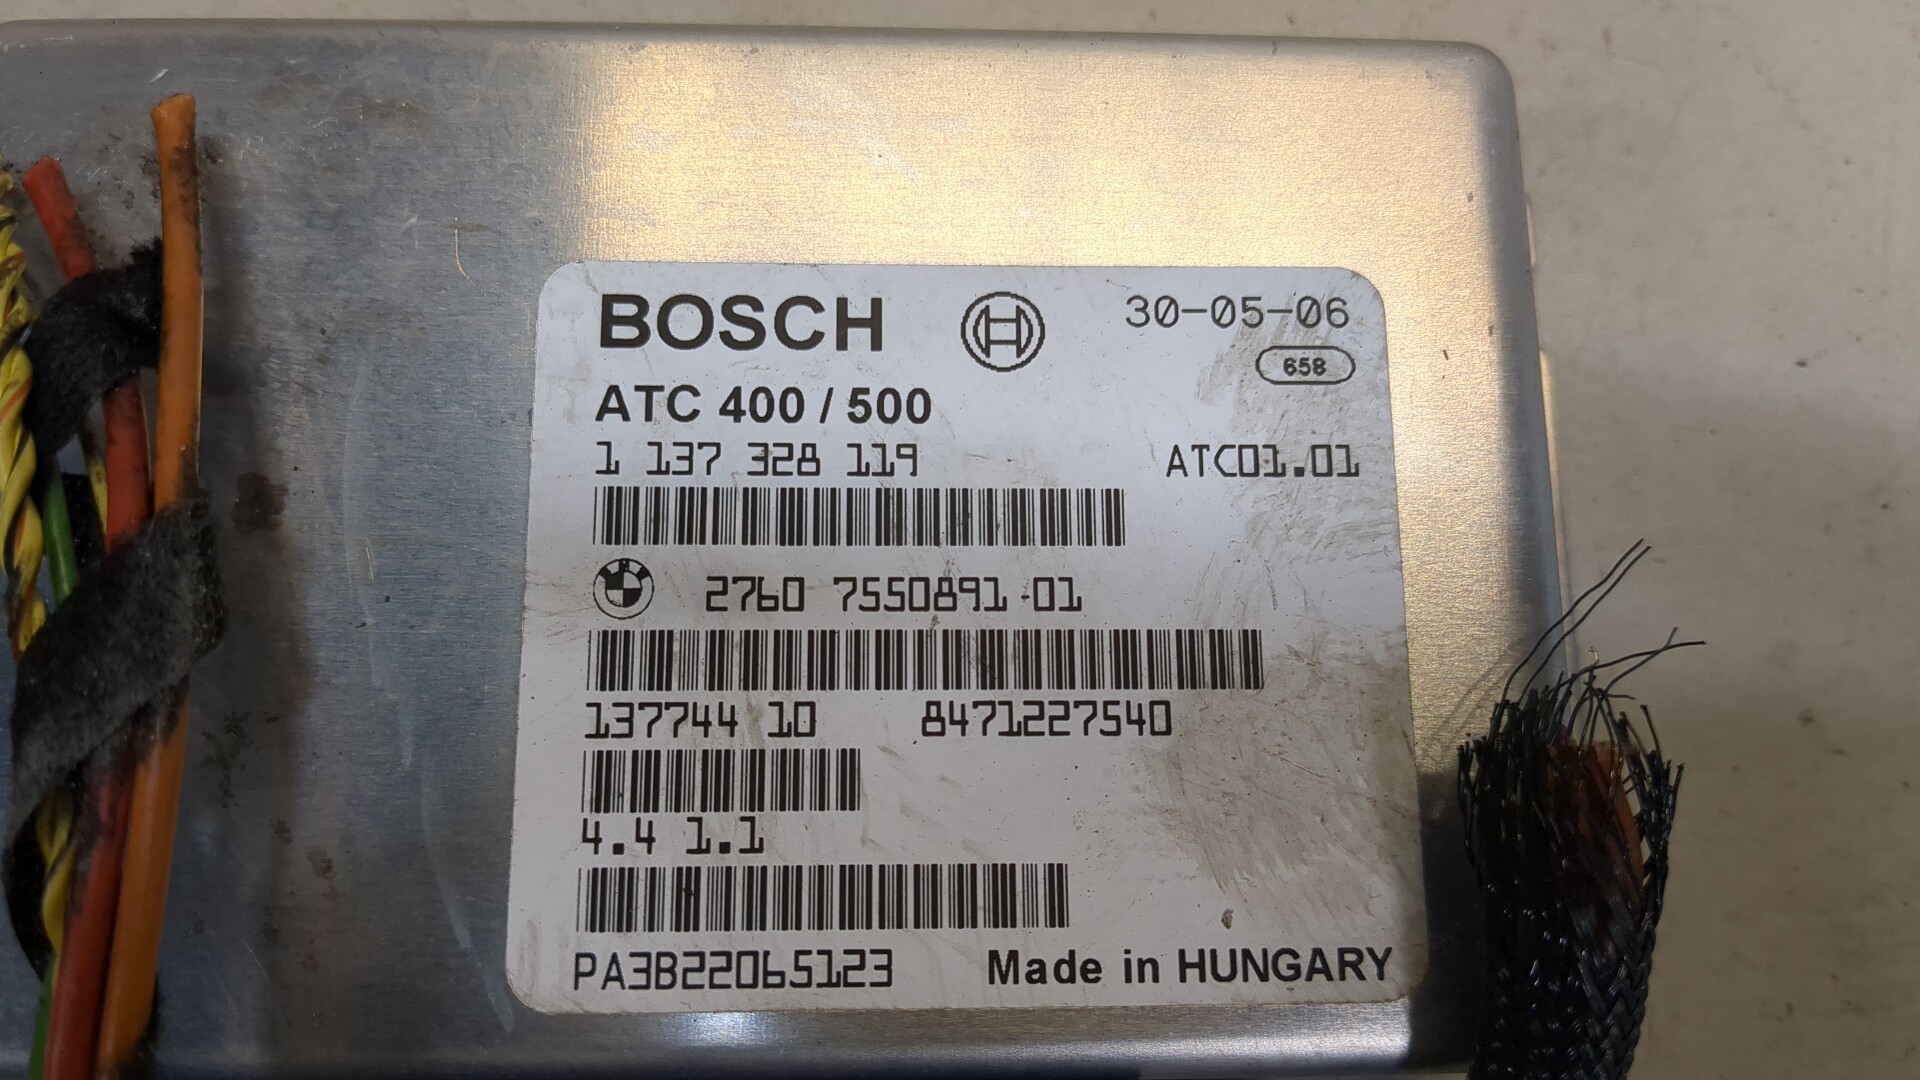 BOSCH 30-05-06
658
ATC 400 / 500
1 137 328 119 ATC01.01
2760 7550891-01
137744 10 8471227540
4.4 1.1
PA3B22065123 Made in HUNGARY